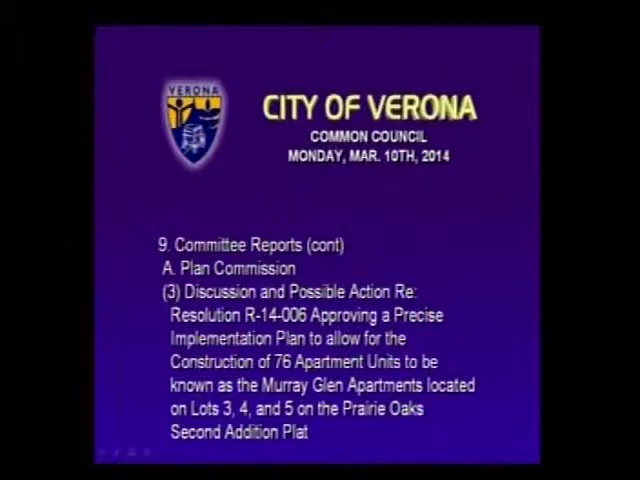 VERONA
CITY OF VERONA
COMMON COUNCIL
MONDAY, MAR. 10TH, 2014
9. Committee Reports (cont)
A. Plan Commission
(3) Discussion and Possible Action Re:
Resolution R-14-006 Approving a Precise
Implementation Plan to allow for the
Construction of 76 Apartment Units to be
known as the Murray Glen Apartments located
on Lots 3, 4, and 5 on the Prairie Oaks
Second Addition Plat